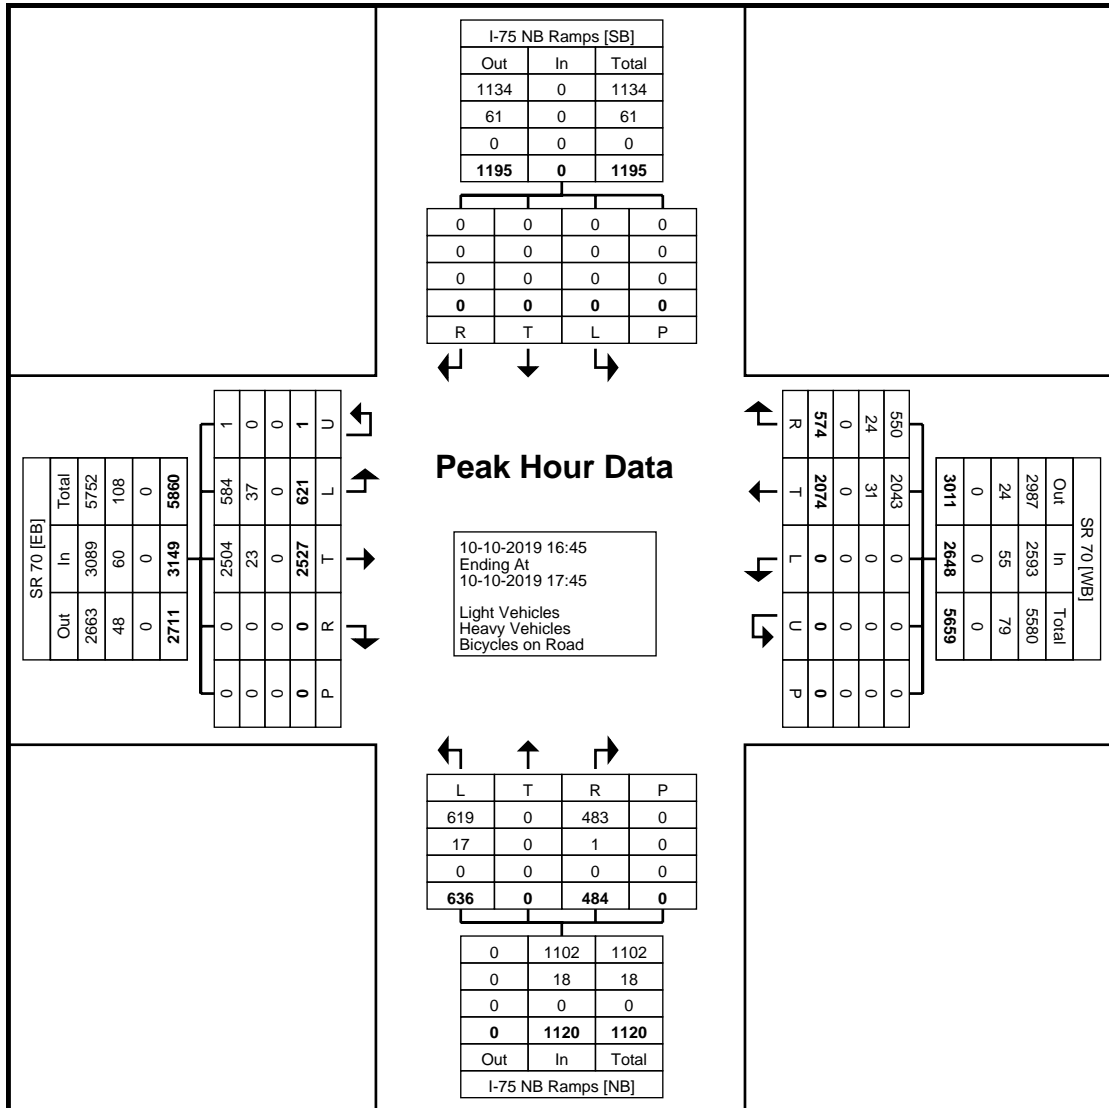 I-75 NB Ramps [SB]
Out In Total
1134 0 1134
61 0 61
0 0 0
1195 0 1195
0 0 0 0
0 0 0 0
0 0 0 0
0 0 0 0
R T L P
SR 70 [EB]
Total 5752 108 0 5860
In 3089 60 0 3149
Out 2663 48 0 2711
1 0 0 1 U
584 37 0 621 L
2504 23 0 2527 T
0 0 0 0 R
0 0 0 0 P
Peak Hour Data
10-10-2019 16:45
Ending At
10-10-2019 17:45
Light Vehicles
Heavy Vehicles
Bicycles on Road
R 574 0 24 550
T 2074 0 31 2043
L 0 0 0 0
U 0 0 0 0
P 0 0 0 0
SR 70 [WB]
Out In Total
2987 2593 5580
24 55 79
0 0 0
3011 2648 5659
L T R P
619 0 483 0
17 0 1 0
0 0 0 0
636 0 484 0
0 1102 1102
0 18 18
0 0 0
0 1120 1120
Out In Total
I-75 NB Ramps [NB]